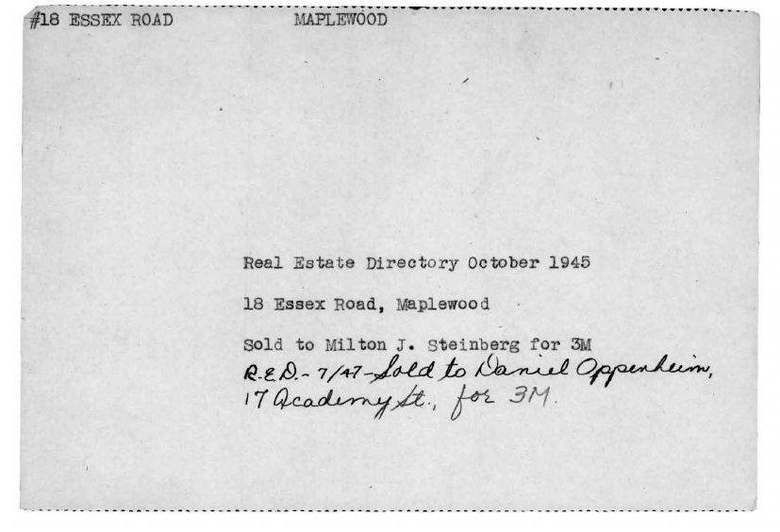 #18 ESSEX ROAD MAPLEWOOD
Real Estate Directory October 1945
18 Essex Road, Maplewood
Sold to Milton J. Steinberg for 3M
R.E.D. - 7/47 - Sold to Daniel Oppenheim,
17 Academy St., for 3M.